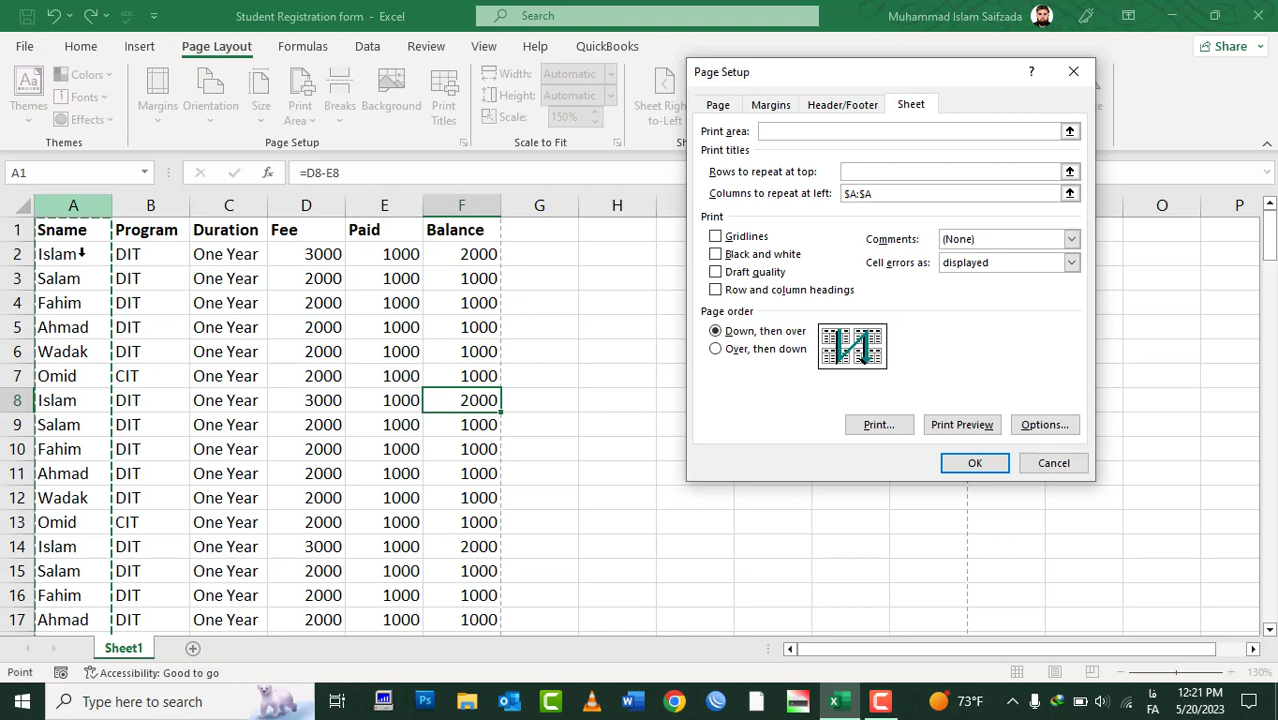 Student Registration form - Excel
Search
Muhammad Islam Saifzada
File Home Insert Page Layout Formulas Data Review View Help QuickBooks Share
Aa
Themes
Colors
Fonts
Effects
Themes
Margins Orientation Size Print Area Breaks Background Print Titles
Page Setup
Width: Automatic
Height: Automatic
Scale: 150%
Scale to Fit
Sheet Right-to-Left
A1 fx =D8-E8
A B C D E F G H O P
1 Sname Program Duration Fee Paid Balance
2 Islam DIT One Year 3000 1000 2000
3 Salam DIT One Year 2000 1000 1000
4 Fahim DIT One Year 2000 1000 1000
5 Ahmad DIT One Year 2000 1000 1000
6 Wadak DIT One Year 2000 1000 1000
7 Omid CIT One Year 2000 1000 1000
8 Islam DIT One Year 3000 1000 2000
9 Salam DIT One Year 2000 1000 1000
10 Fahim DIT One Year 2000 1000 1000
11 Ahmad DIT One Year 2000 1000 1000
12 Wadak DIT One Year 2000 1000 1000
13 Omid CIT One Year 2000 1000 1000
14 Islam DIT One Year 3000 1000 2000
15 Salam DIT One Year 2000 1000 1000
16 Fahim DIT One Year 2000 1000 1000
17 Ahmad DIT One Year 2000 1000 1000
Page Setup ?
Page Margins Header/Footer Sheet
Print area:
Print titles
Rows to repeat at top:
Columns to repeat at left: $A:$A
Print
Gridlines
Black and white
Draft quality
Row and column headings
Comments: (None)
Cell errors as: displayed
Page order
Down, then over
Over, then down
Print... Print Preview Options...
OK Cancel
Sheet1
Point Accessibility: Good to go 130%
Type here to search
Ps
73°F
فا
FA
12:21 PM
5/20/2023